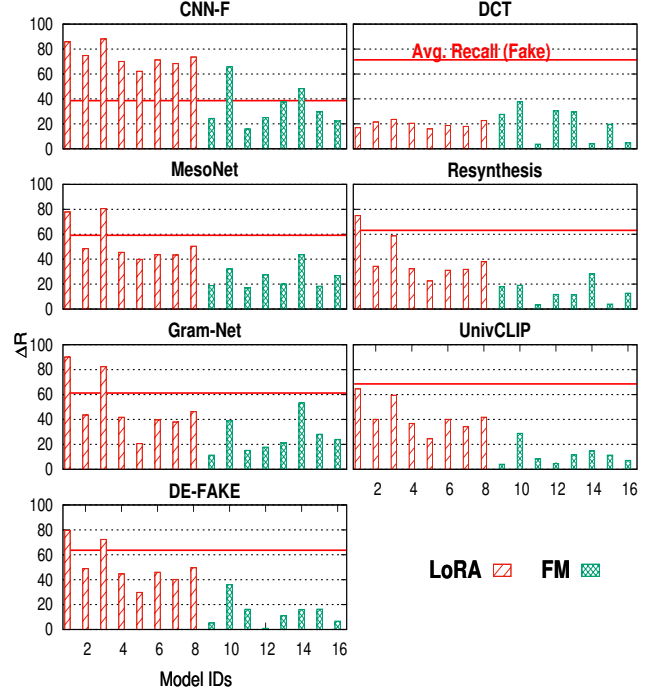 CNN-F
DCT
100
80
60
40
20
0
Avg. Recall (Fake)
MesoNet
Resynthesis
100
80
60
40
20
0
Gram-Net
UnivCLIP
ΔR
100
80
60
40
20
0
2 4 6 8 10 12 14 16
DE-FAKE
100
80
60
40
20
0
LoRA FM
2 4 6 8 10 12 14 16
Model IDs